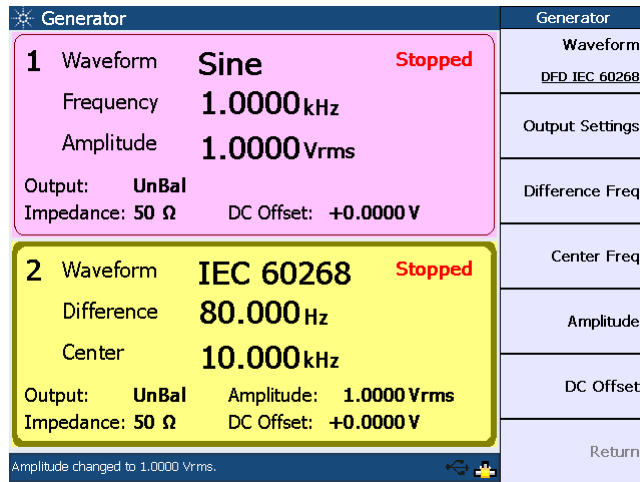 Generator
1 Waveform Sine Stopped
Frequency 1.0000 kHz
Amplitude 1.0000 Vrms
Output: UnBal
Impedance: 50 Ω DC Offset: +0.0000 V
2 Waveform IEC 60268 Stopped
Difference 80.000 Hz
Center 10.000 kHz
Output: UnBal Amplitude: 1.0000 Vrms
Impedance: 50 Ω DC Offset: +0.0000 V
Amplitude changed to 1.0000 Vrms.
Generator
Waveform
DFD IEC 60268
Output Settings
Difference Freq
Center Freq
Amplitude
DC Offset
Return